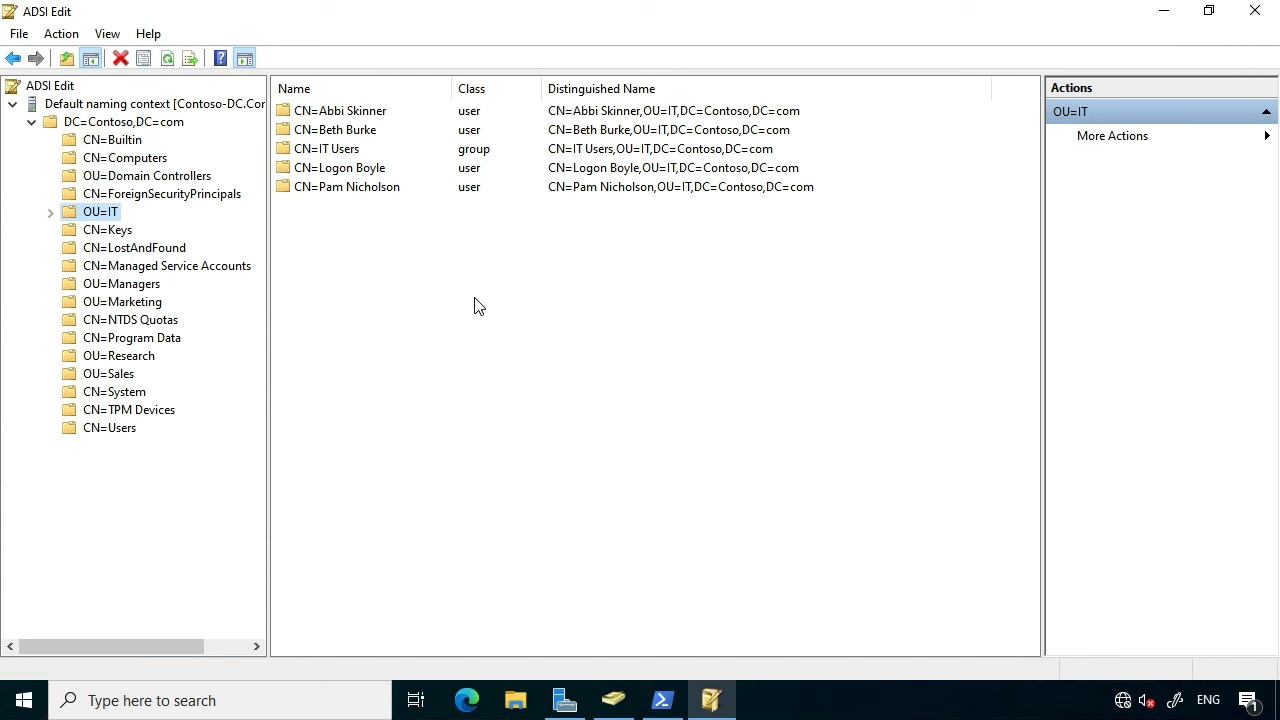 ADSI Edit
File Action View Help
ADSI Edit
Default naming context [Contoso-DC.Cor
DC=Contoso,DC=com
CN=Builtin
CN=Computers
OU=Domain Controllers
CN=ForeignSecurityPrincipals
OU=IT
CN=Keys
CN=LostAndFound
CN=Managed Service Accounts
OU=Managers
OU=Marketing
CN=NTDS Quotas
CN=Program Data
OU=Research
OU=Sales
CN=System
CN=TPM Devices
CN=Users
Name Class Distinguished Name
CN=Abbi Skinner user CN=Abbi Skinner,OU=IT,DC=Contoso,DC=com
CN=Beth Burke user CN=Beth Burke,OU=IT,DC=Contoso,DC=com
CN=IT Users group CN=IT Users,OU=IT,DC=Contoso,DC=com
CN=Logon Boyle user CN=Logon Boyle,OU=IT,DC=Contoso,DC=com
CN=Pam Nicholson user CN=Pam Nicholson,OU=IT,DC=Contoso,DC=com
Actions
OU=IT
More Actions
Type here to search
ENG
1